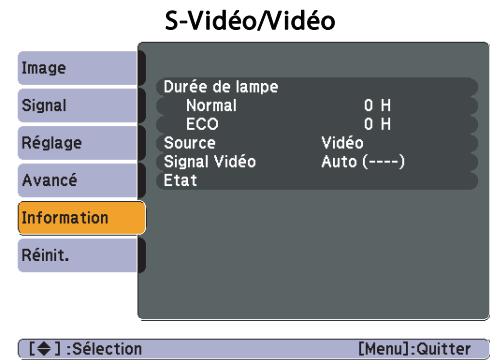 S-Vidéo/Vidéo
Image
Signal
Réglage
Avancé
Information
Réinit.
Durée de lampe
Normal 0 H
ECO 0 H
Source Vidéo
Signal Vidéo Auto (----)
Etat
[◆] :Sélection [Menu]:Quitter